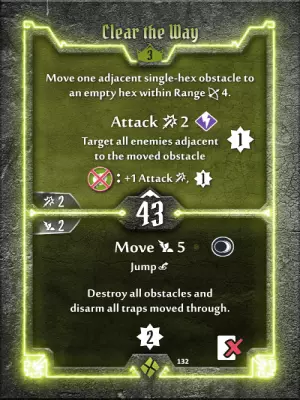 Clear the Way
3
Move one adjacent single-hex obstacle to
an empty hex within Range 4.
Attack 2
Target all enemies adjacent
to the moved obstacle
1
: +1 Attack , 1
2
43
2
Move 5
Jump
Destroy all obstacles and
disarm all traps moved through.
2
132